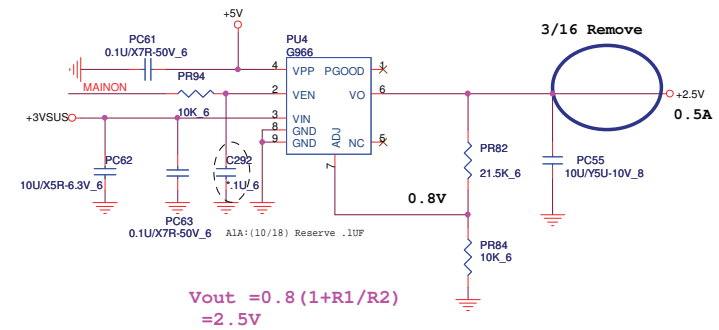 +5V
3/16 Remove
PC61
0.1U/X7R-50V_6
PU4
G966
4
VPP
PGOOD
1
MAINON
PR94
10K_6
2
VEN
VO
6
+2.5V
0.5A
+3VSUS
3
VIN
8
GND
9
GND
ADJ
NC
5
7
PC62
10U/X5R-6.3V_6
PC63
0.1U/X7R-50V_6
C292
*.1U_6
A1A:(10/18) Reserve .1UF
PR82
21.5K_6
PC55
10U/Y5U-10V_8
0.8V
PR84
10K_6
Vout =0.8(1+R1/R2)
=2.5V